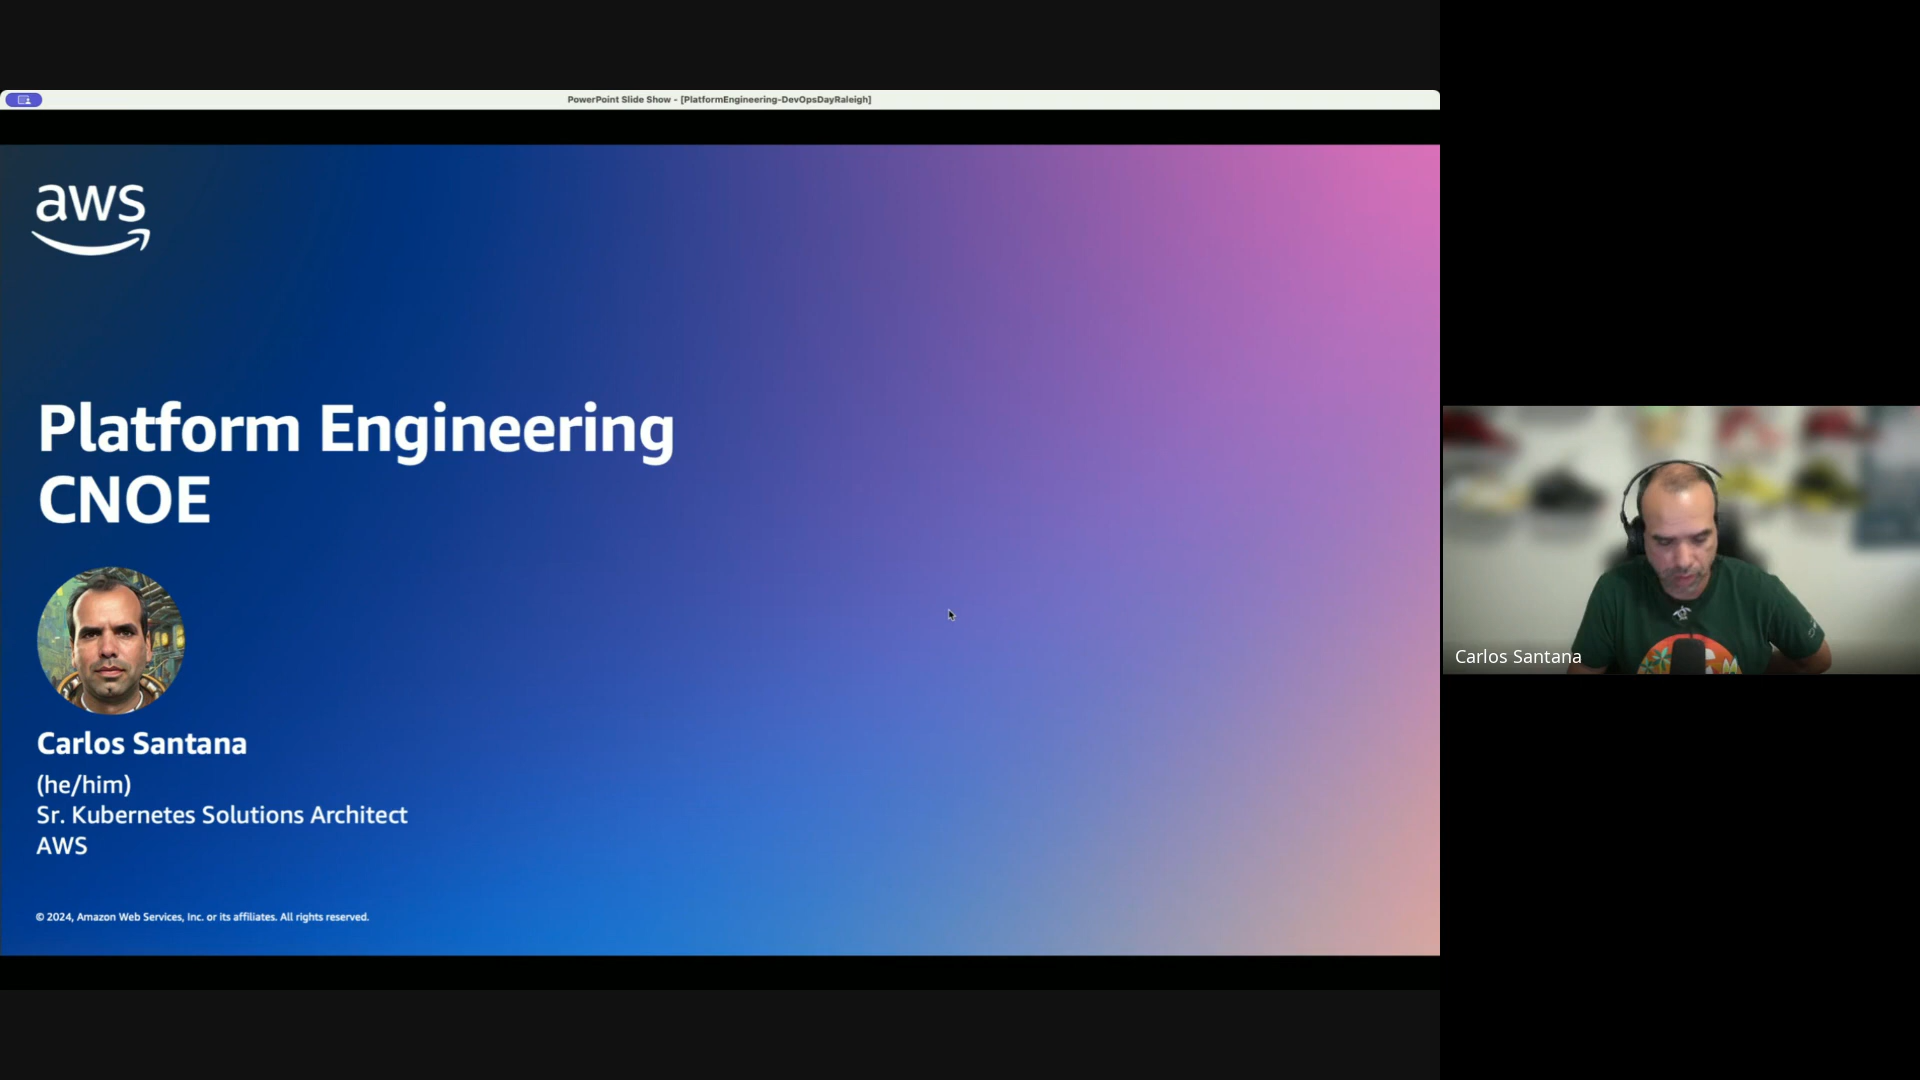 PowerPoint Slide Show - [PlatformEngineering-DevOpsDayRaleigh]
aws
Platform Engineering
CNOE
Carlos Santana
(he/him)
Sr. Kubernetes Solutions Architect
AWS
© 2024, Amazon Web Services, Inc. or its affiliates. All rights reserved.
Carlos Santana